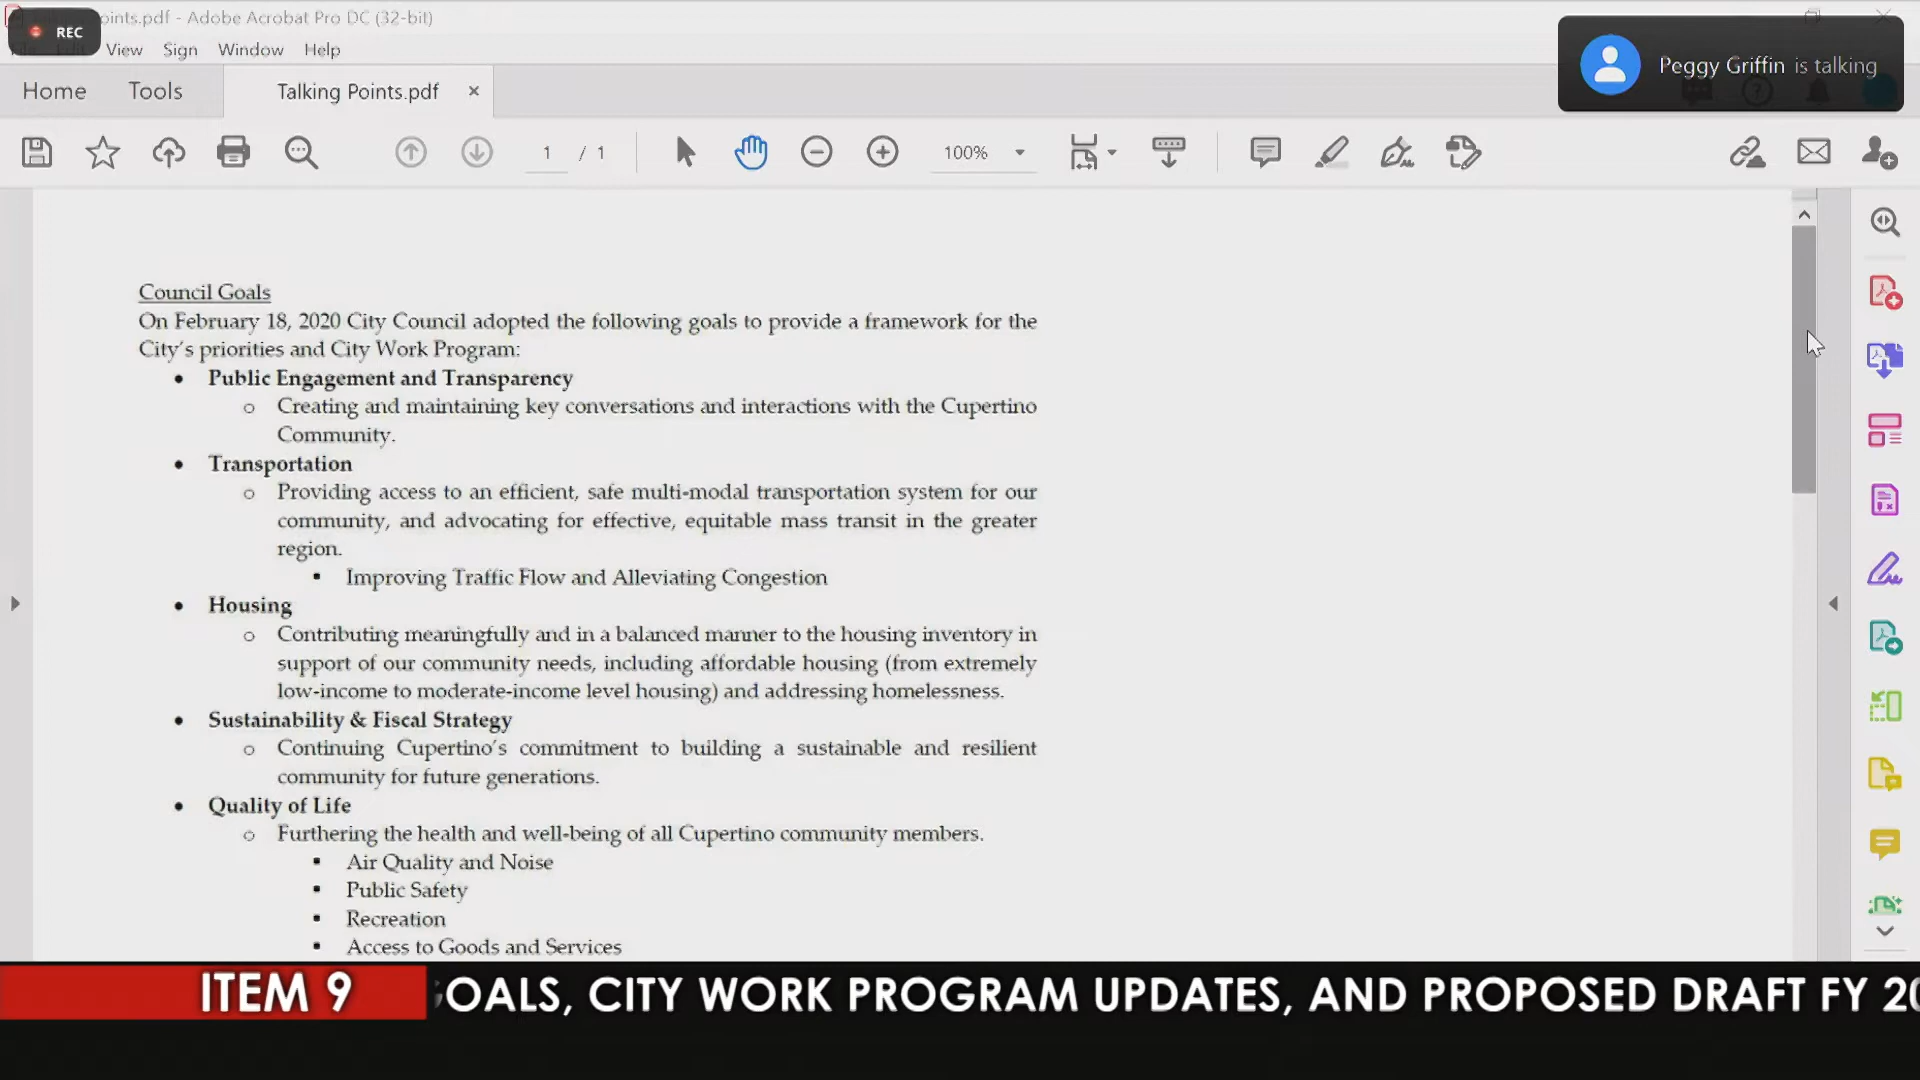 Points.pdf - Adobe Acrobat Pro DC (32-bit)
REC
View Sign Window Help
Peggy Griffin is talking
Home Tools Talking Points.pdf ×
1 / 1 100%
Council Goals
On February 18, 2020 City Council adopted the following goals to provide a framework for the
City's priorities and City Work Program:
• Public Engagement and Transparency
o Creating and maintaining key conversations and interactions with the Cupertino
Community.
• Transportation
o Providing access to an efficient, safe multi-modal transportation system for our
community, and advocating for effective, equitable mass transit in the greater
region.
▪ Improving Traffic Flow and Alleviating Congestion
• Housing
o Contributing meaningfully and in a balanced manner to the housing inventory in
support of our community needs, including affordable housing (from extremely
low-income to moderate-income level housing) and addressing homelessness.
• Sustainability & Fiscal Strategy
o Continuing Cupertino's commitment to building a sustainable and resilient
community for future generations.
• Quality of Life
o Furthering the health and well-being of all Cupertino community members.
▪ Air Quality and Noise
▪ Public Safety
▪ Recreation
▪ Access to Goods and Services
ITEM 9 OALS, CITY WORK PROGRAM UPDATES, AND PROPOSED DRAFT FY 20